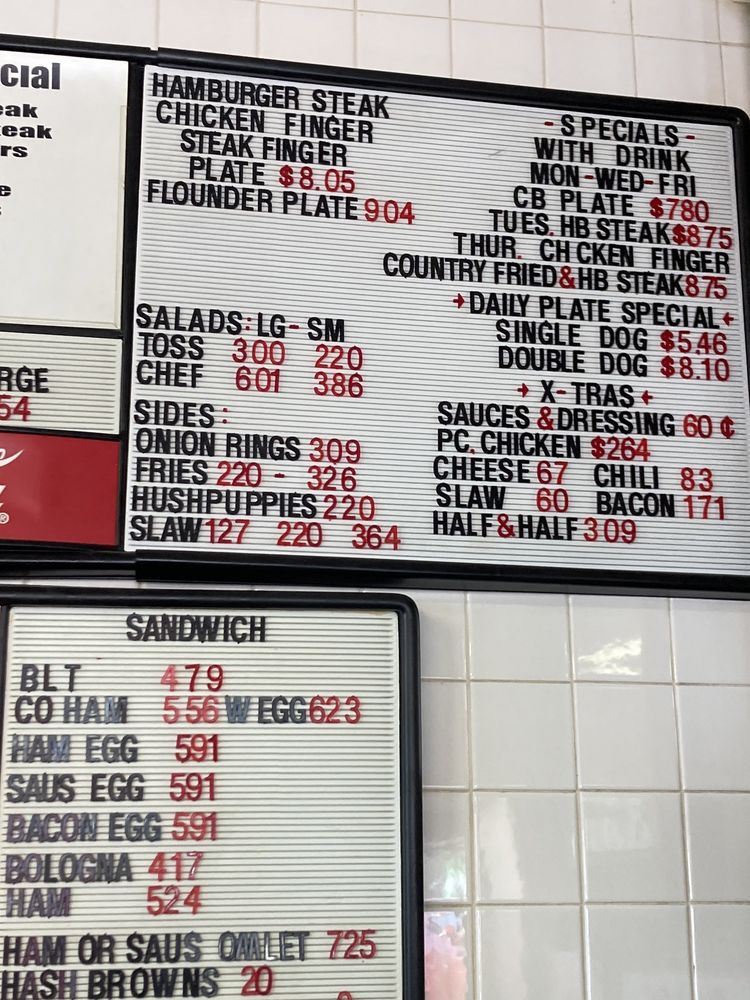 cial
eak
eak
rs
e
RGE
54
HAMBURGER STEAK
CHICKEN FINGER
STEAK FINGER
PLATE $8.05
FLOUNDER PLATE 904
SALADS: LG- SM
TOSS 300 220
CHEF 601 386
SIDES:
ONION RINGS 309
FRIES 220 - 326
HUSHPUPPIES 220
SLAW 127 220 364
-SPECIALS-
WITH DRINK
MON-WED-FRI
CB PLATE $780
TUES. HB STEAK $875
THUR. CHICKEN FINGER
COUNTRY FRIED & HB STEAK 875
→DAILY PLATE SPECIAL←
SINGLE DOG $5.46
DOUBLE DOG $8.10
→ X-TRAS ←
SAUCES & DRESSING 60 ¢
PC. CHICKEN $264
CHEESE 67 CHILI 83
SLAW 60 BACON 171
HALF & HALF 309
SANDWICH
BLT 479
CO HAM 556 W EGG 623
HAM EGG 591
SAUS EGG 591
BACON EGG 591
BOLOGNA 417
HAM 524
HAM OR SAUS OMLET 725
HASH BROWNS 20